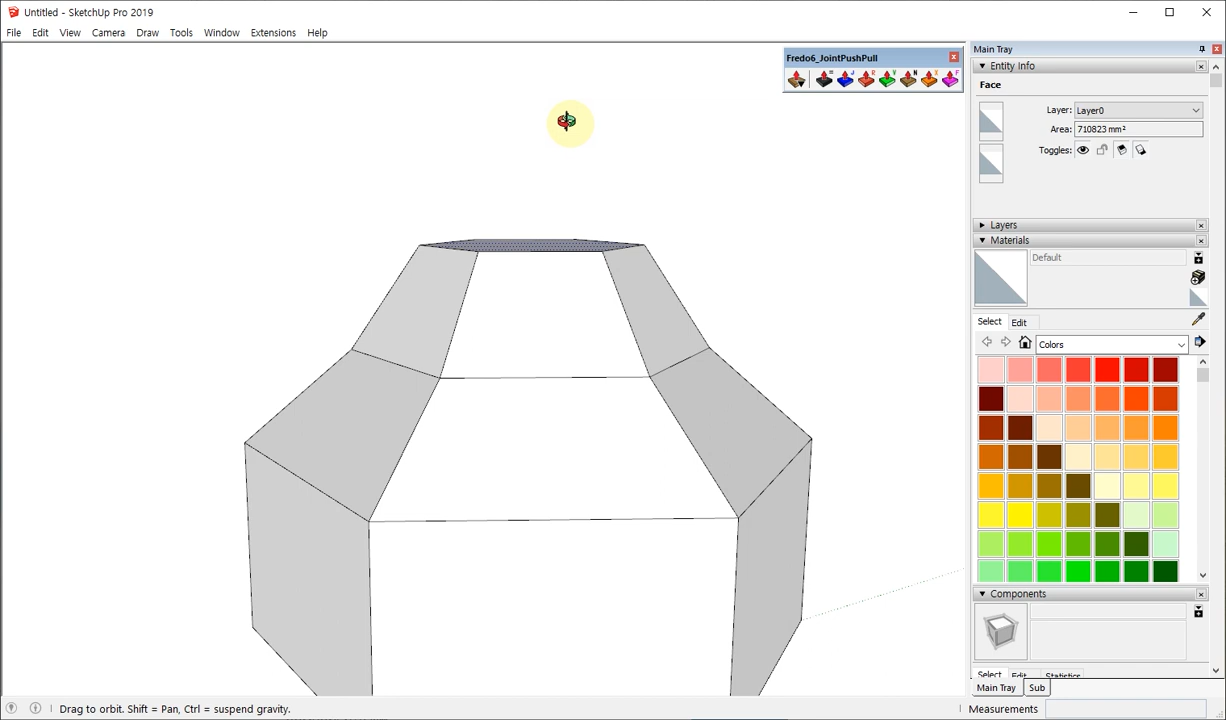 Untitled - SketchUp Pro 2019
File Edit View Camera Draw Tools Window Extensions Help
Fredo6_JointPushPull
= J R V N X F
Main Tray
Entity Info
Face
Layer: Layer0
Area: 710823 mm²
Toggles:
Layers
Materials
Default
Select Edit
Colors
Components
Select Edit Statistics
Main Tray Sub
Drag to orbit. Shift = Pan, Ctrl = suspend gravity.
Measurements